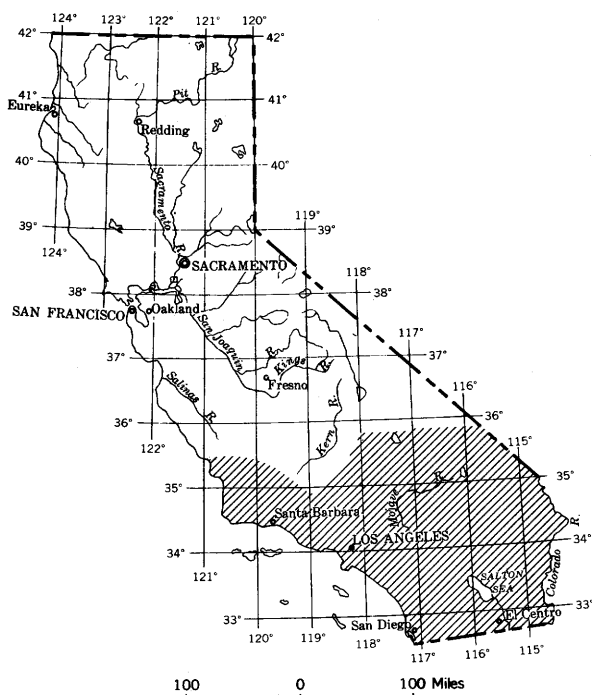 124° 123° 122° 121° 120°
42° 42°
R.
Pit
41° 41°
Eureka
Redding
40° 40°
Sacramento
R.
39° 119° 39°
124°
SACRAMENTO
118°
38° 38°
SAN FRANCISCO Oakland
117°
San Joaquin
R.
37° 37°
Kings
R.
Fresno
116°
Salinas R.
R.
36° 36°
Kern
115°
122°
35° 35°
R.
Mojave
Santa Barbara
R.
LOS ANGELES
34° 34°
121°
Colorado
SALTON
SEA
33° 33°
San Diego El Centro
120° 119° 118° 117° 116° 115°
100 0 100 Miles